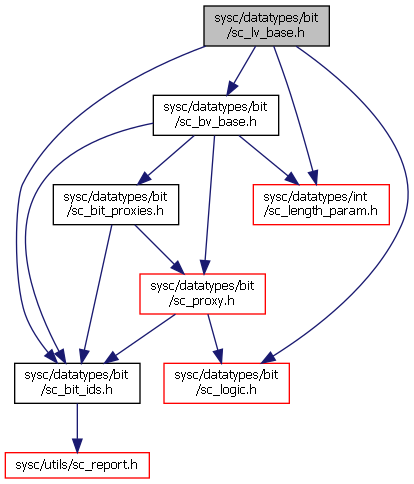 sysc/datatypes/bit
/sc_lv_base.h
sysc/datatypes/bit
/sc_bv_base.h
sysc/datatypes/bit
/sc_bit_proxies.h
sysc/datatypes/int
/sc_length_param.h
sysc/datatypes/bit
/sc_proxy.h
sysc/datatypes/bit
/sc_bit_ids.h
sysc/datatypes/bit
/sc_logic.h
sysc/utils/sc_report.h